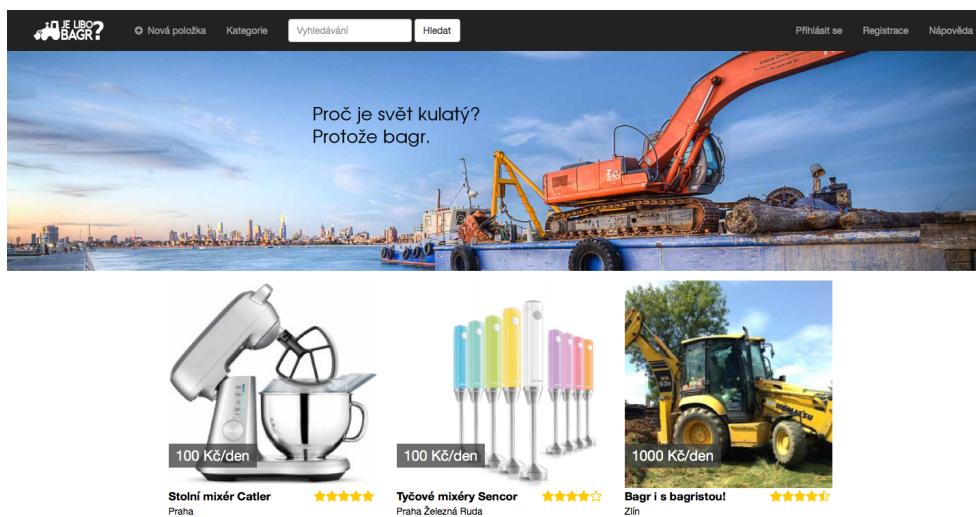 JE LIBO
BAGR?
Nová položka
Kategorie
Vyhledávání
Hledat
Přihlásit se
Registrace
Nápověda
Proč je svět kulatý?
Protože bagr.
100 Kč/den
100 Kč/den
1000 Kč/den
KOMATSU
Stolní mixér Catler
Tyčové mixéry Sencor
Bagr i s bagristou!
Praha
Praha Železná Ruda
Zlín